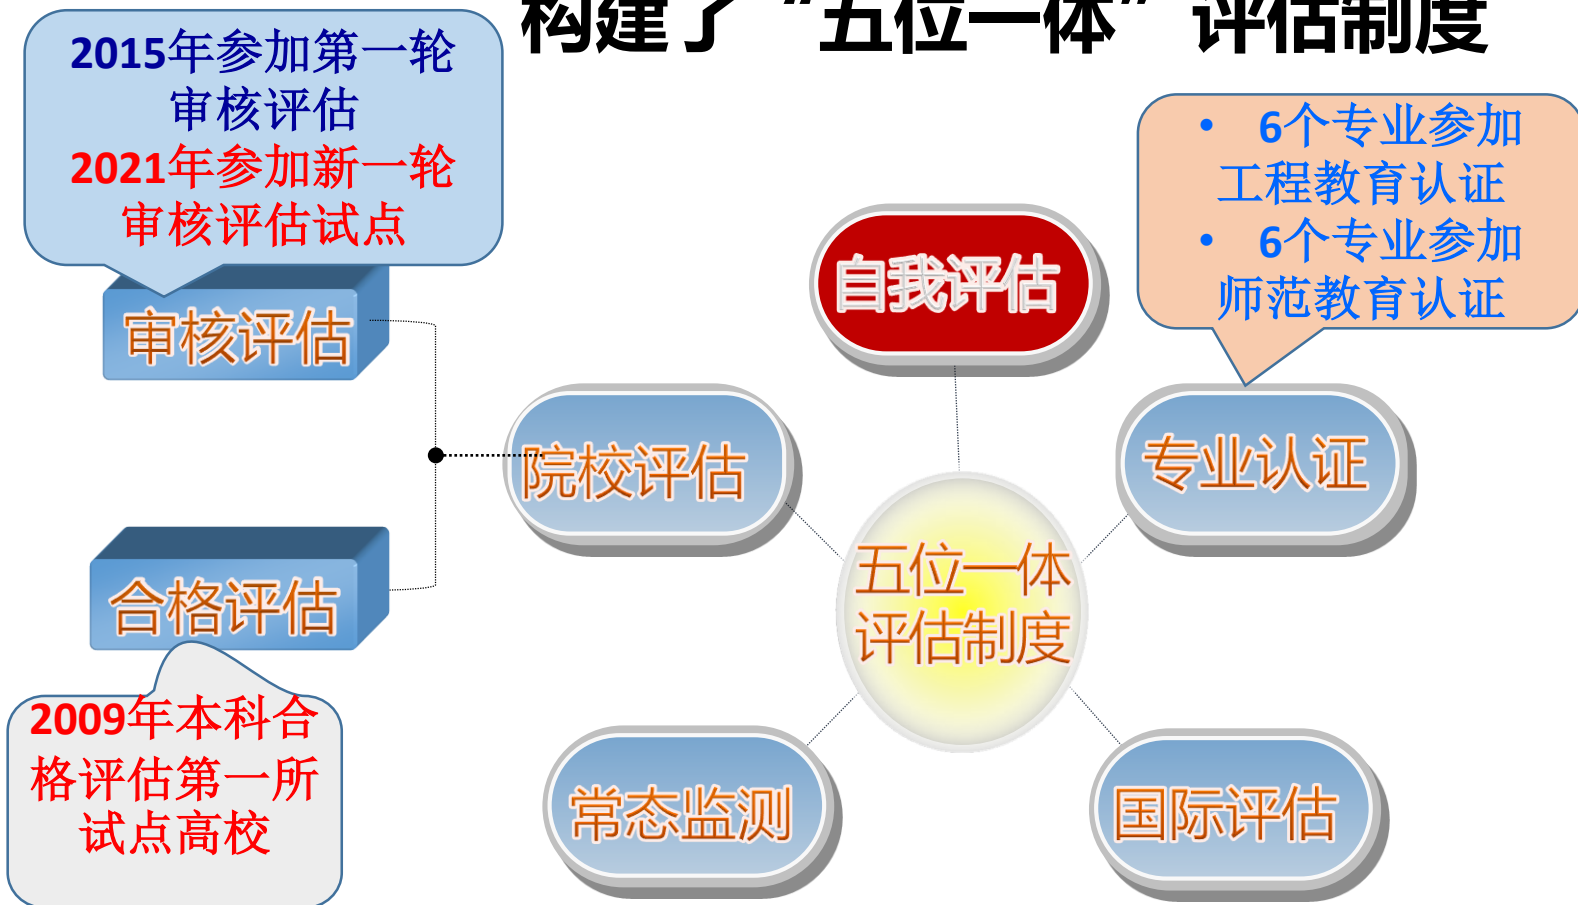 构建了“五位一体”评估制度
2015年参加第一轮
审核评估
2021年参加新一轮
审核评估试点
• 6个专业参加
工程教育认证
• 6个专业参加
师范教育认证
自我评估
审核评估
院校评估
专业认证
五位一体
评估制度
合格评估
2009年本科合
格评估第一所
试点高校
常态监测
国际评估